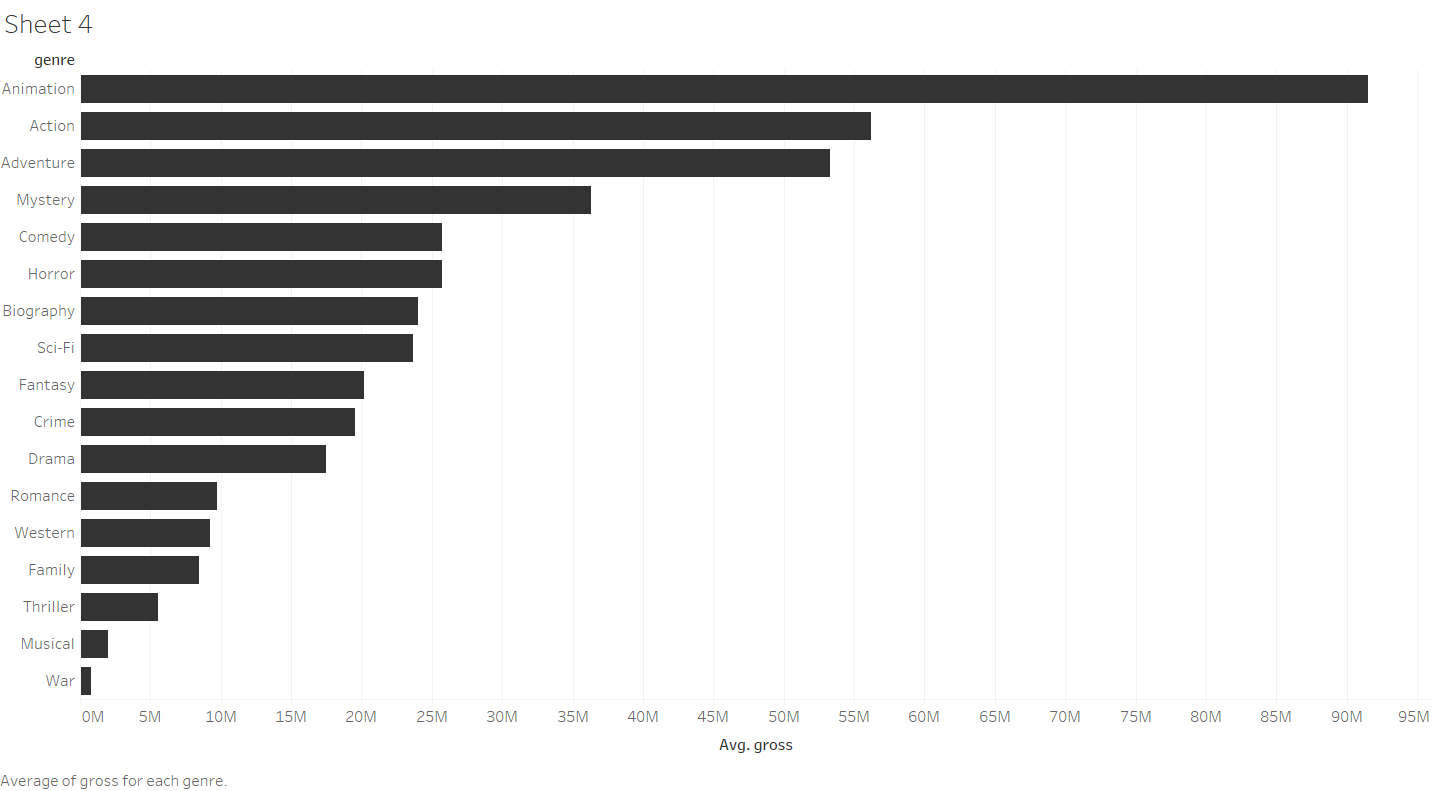 Sheet 4
genre
Animation
Action
Adventure
Mystery
Comedy
Horror
Biography
Sci-Fi
Fantasy
Crime
Drama
Romance
Western
Family
Thriller
Musical
War
0M 5M 10M 15M 20M 25M 30M 35M 40M 45M 50M 55M 60M 65M 70M 75M 80M 85M 90M 95M
Avg. gross
Average of gross for each genre.